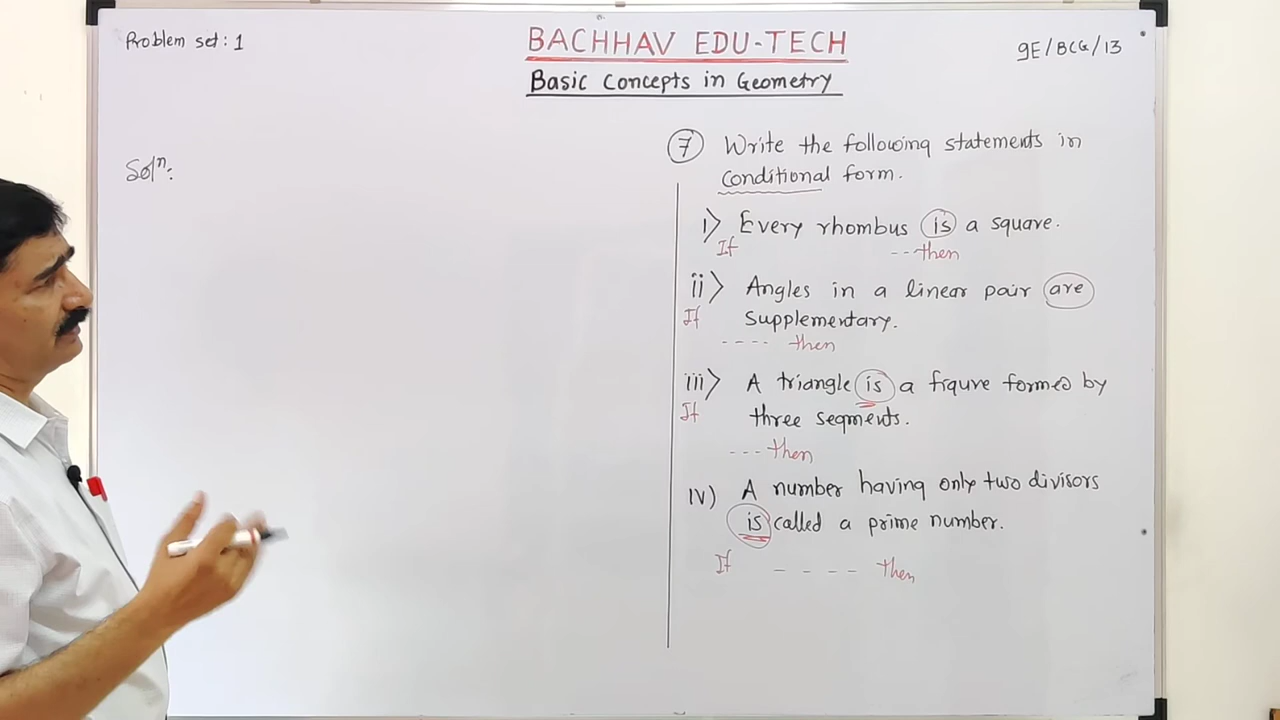 Problem set: 1
BACHHAV EDU-TECH
Basic Concepts in Geometry
9E/BCG/13
Solⁿ:
7 Write the following statements in
conditional form.
i) Every rhombus is a square.
If ---then
ii) Angles in a linear pair are
If supplementary.
---- then
iii) A triangle is a figure formed by
If three segments.
--- then
iv) A number having only two divisors
is called a prime number.
If - - - - then